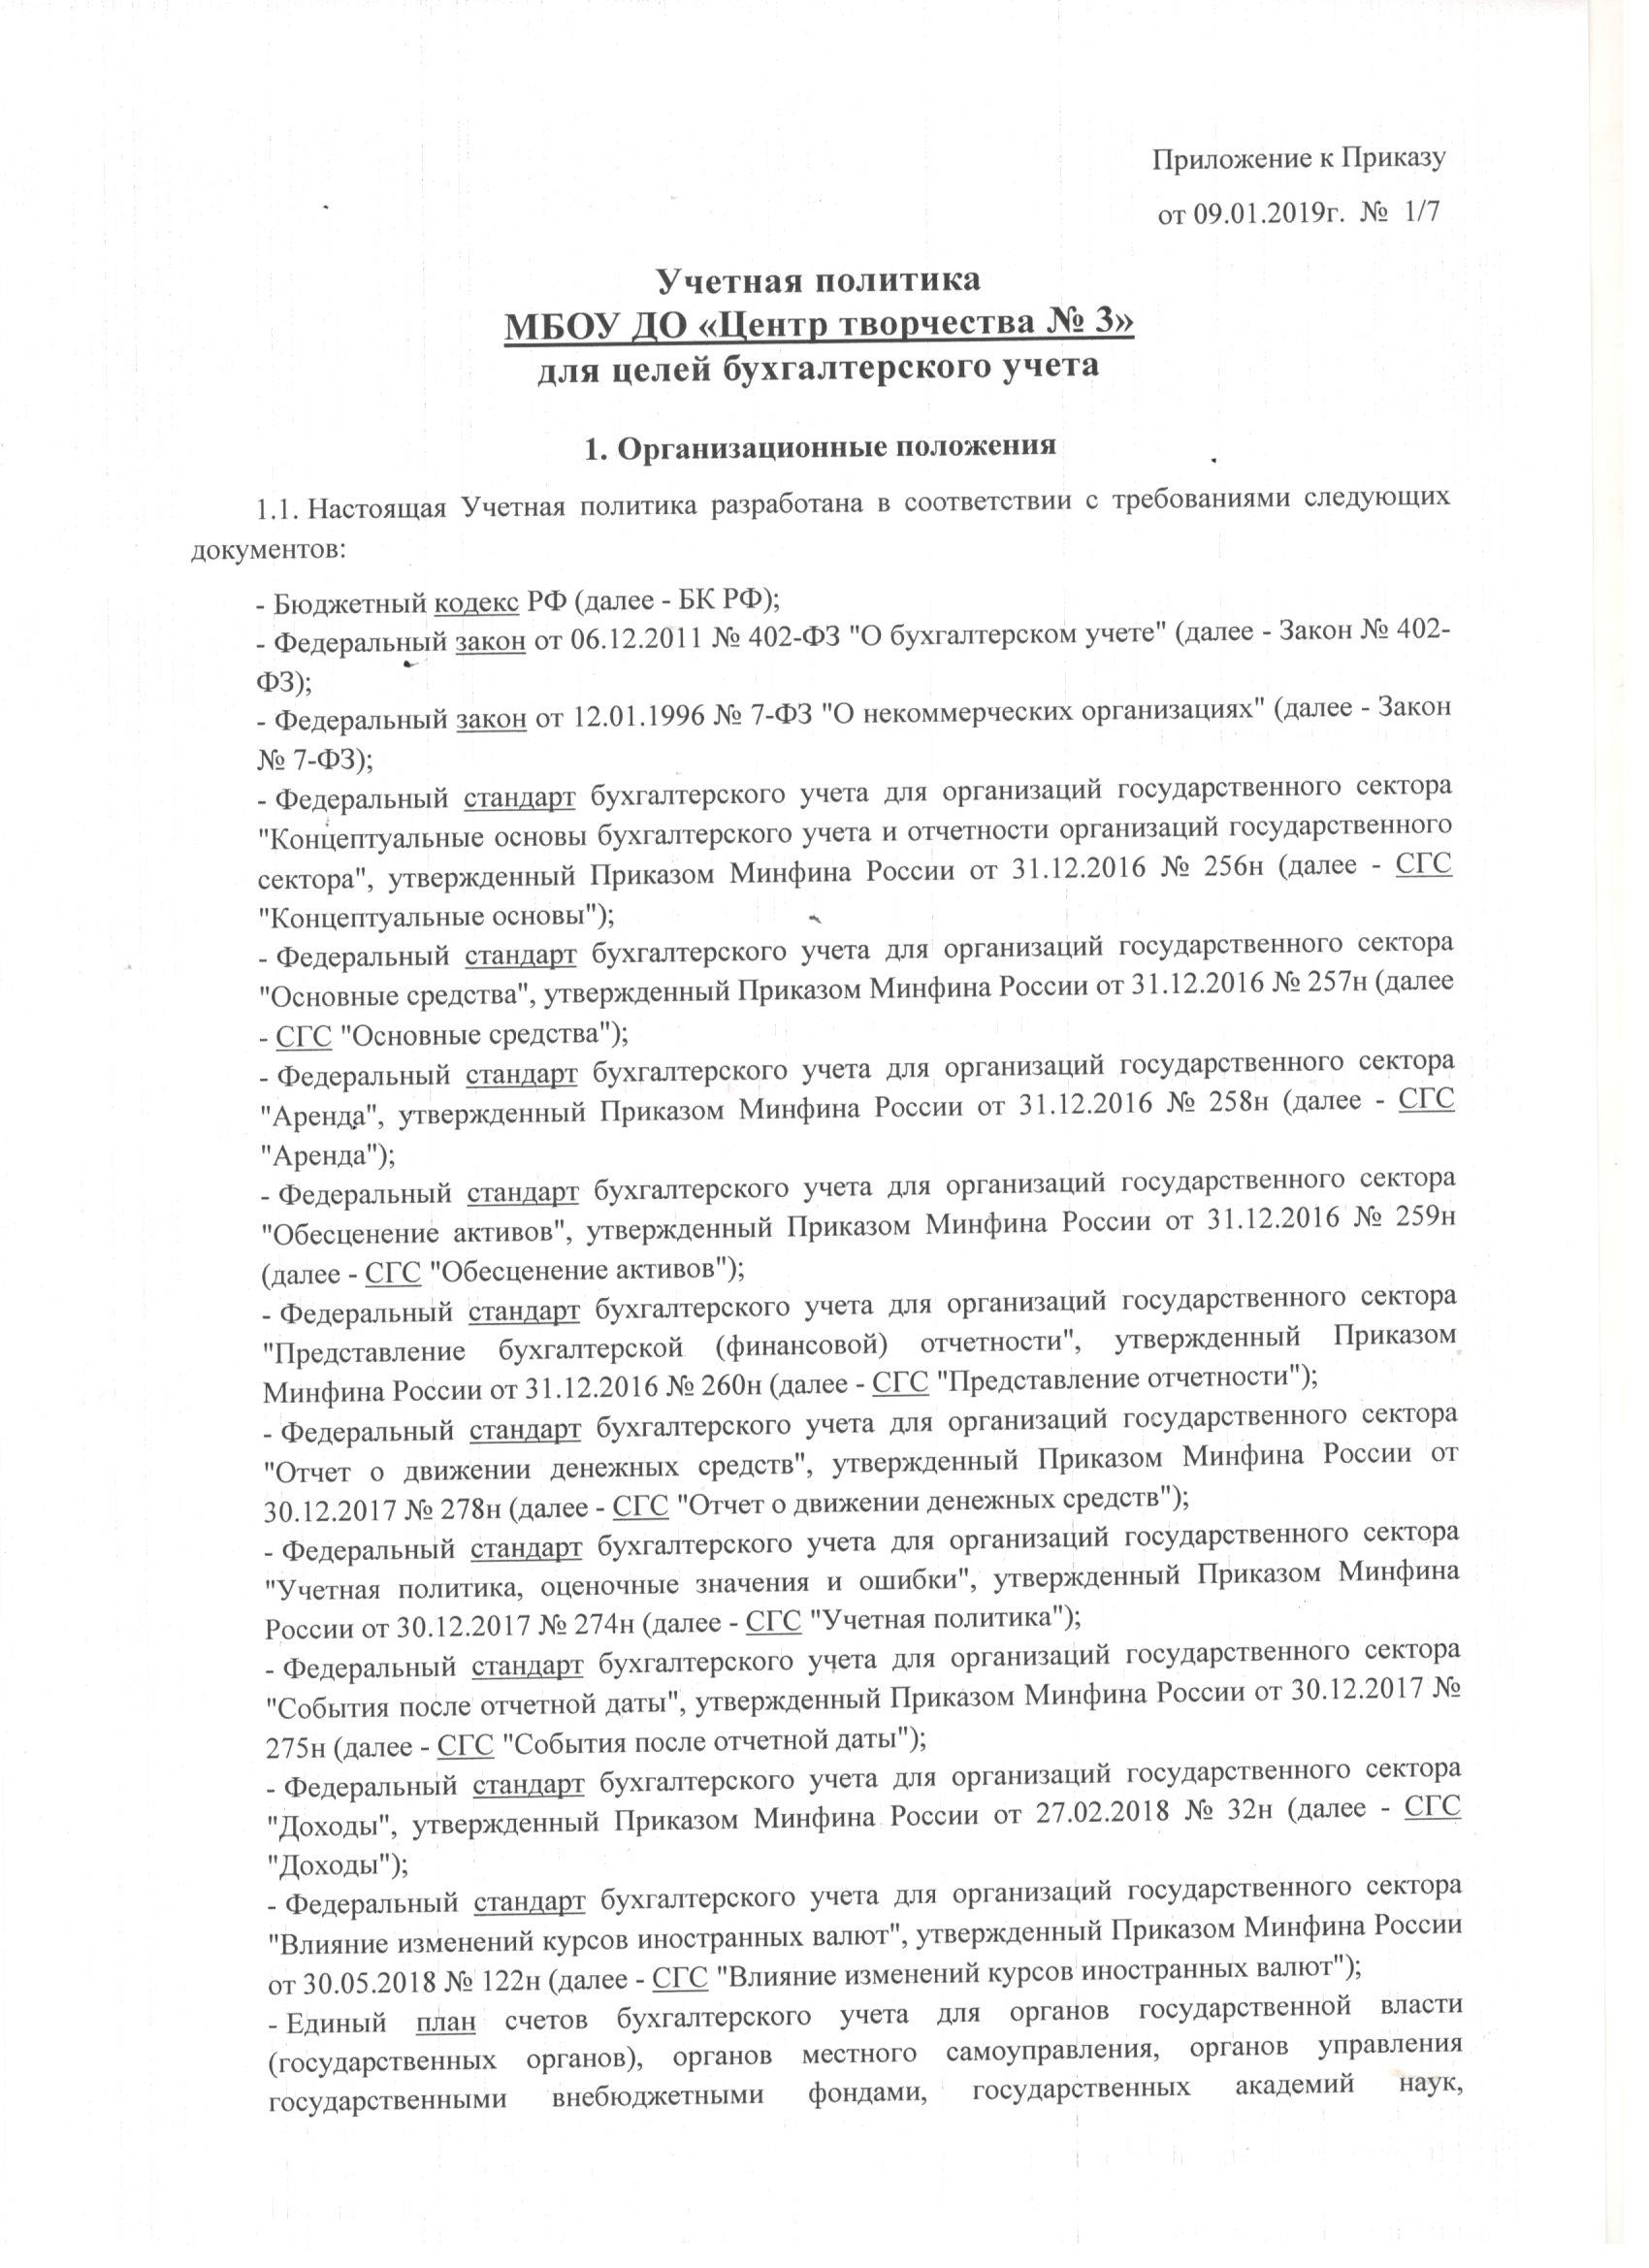 Приложение к Приказу
от 09.01.2019г. № 1/7
Учетная политика
МБОУ ДО «Центр творчества № 3»
для целей бухгалтерского учета
1. Организационные положения
1.1. Настоящая Учетная политика разработана в соответствии с требованиями следующих
документов:
- Бюджетный кодекс РФ (далее - БК РФ);
- Федеральный закон от 06.12.2011 № 402-ФЗ "О бухгалтерском учете" (далее - Закон № 402-
ФЗ);
- Федеральный закон от 12.01.1996 № 7-ФЗ "О некоммерческих организациях" (далее - Закон
№ 7-ФЗ);
- Федеральный стандарт бухгалтерского учета для организаций государственного сектора
"Концептуальные основы бухгалтерского учета и отчетности организаций государственного
сектора", утвержденный Приказом Минфина России от 31.12.2016 № 256н (далее - СГС
"Концептуальные основы");
- Федеральный стандарт бухгалтерского учета для организаций государственного сектора
"Основные средства", утвержденный Приказом Минфина России от 31.12.2016 № 257н (далее
- СГС "Основные средства");
- Федеральный стандарт бухгалтерского учета для организаций государственного сектора
"Аренда", утвержденный Приказом Минфина России от 31.12.2016 № 258н (далее - СГС
"Аренда");
- Федеральный стандарт бухгалтерского учета для организаций государственного сектора
"Обесценение активов", утвержденный Приказом Минфина России от 31.12.2016 № 259н
(далее - СГС "Обесценение активов");
- Федеральный стандарт бухгалтерского учета для организаций государственного сектора
"Представление бухгалтерской (финансовой) отчетности", утвержденный Приказом
Минфина России от 31.12.2016 № 260н (далее - СГС "Представление отчетности");
- Федеральный стандарт бухгалтерского учета для организаций государственного сектора
"Отчет о движении денежных средств", утвержденный Приказом Минфина России от
30.12.2017 № 278н (далее - СГС "Отчет о движении денежных средств");
- Федеральный стандарт бухгалтерского учета для организаций государственного сектора
"Учетная политика, оценочные значения и ошибки", утвержденный Приказом Минфина
России от 30.12.2017 № 274н (далее - СГС "Учетная политика");
- Федеральный стандарт бухгалтерского учета для организаций государственного сектора
"События после отчетной даты", утвержденный Приказом Минфина России от 30.12.2017 №
275н (далее - СГС "События после отчетной даты");
- Федеральный стандарт бухгалтерского учета для организаций государственного сектора
"Доходы", утвержденный Приказом Минфина России от 27.02.2018 № 32н (далее - СГС
"Доходы");
- Федеральный стандарт бухгалтерского учета для организаций государственного сектора
"Влияние изменений курсов иностранных валют", утвержденный Приказом Минфина России
от 30.05.2018 № 122н (далее - СГС "Влияние изменений курсов иностранных валют");
- Единый план счетов бухгалтерского учета для органов государственной власти
(государственных органов), органов местного самоуправления, органов управления
государственными внебюджетными фондами, государственных академий наук,